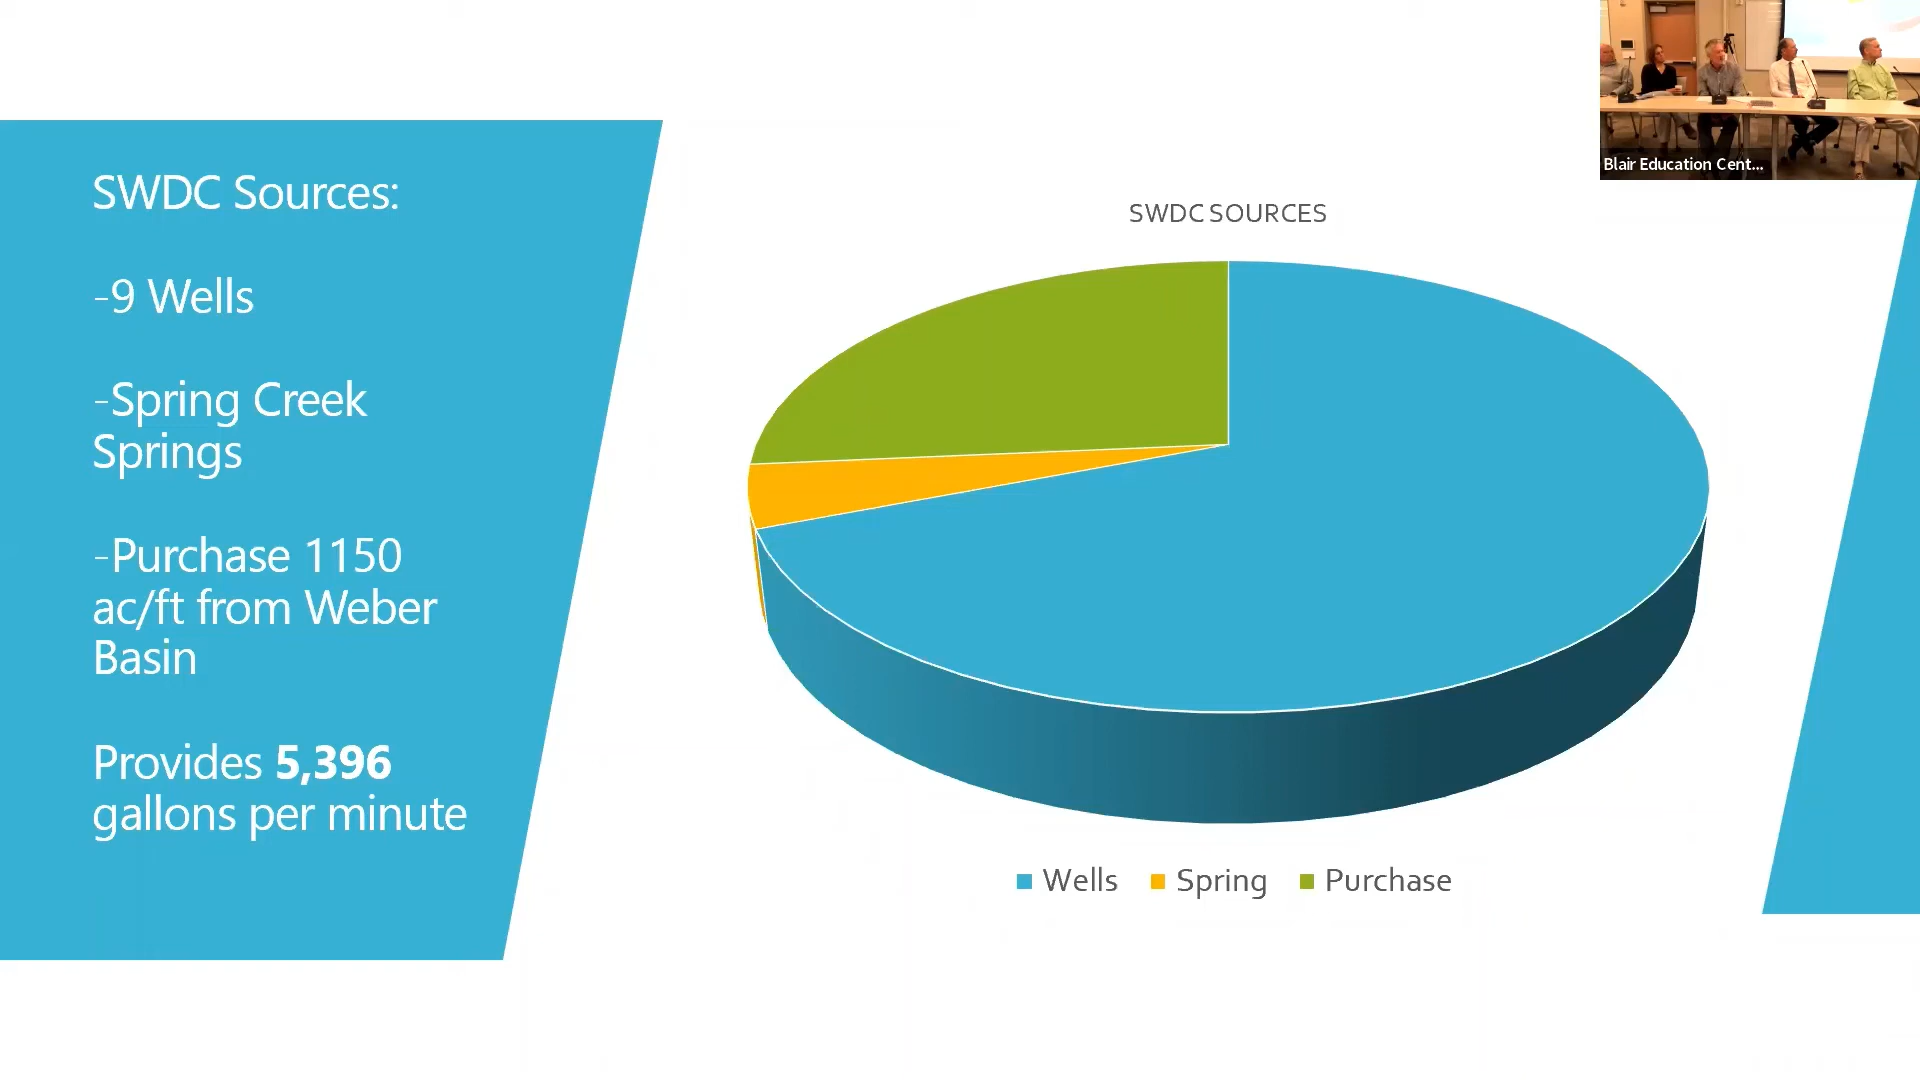 SWDC Sources:
-9 Wells
-Spring Creek
Springs
-Purchase 1150
ac/ft from Weber
Basin
Provides 5,396
gallons per minute
SWDC SOURCES
Wells Spring Purchase
Blair Education Cent...